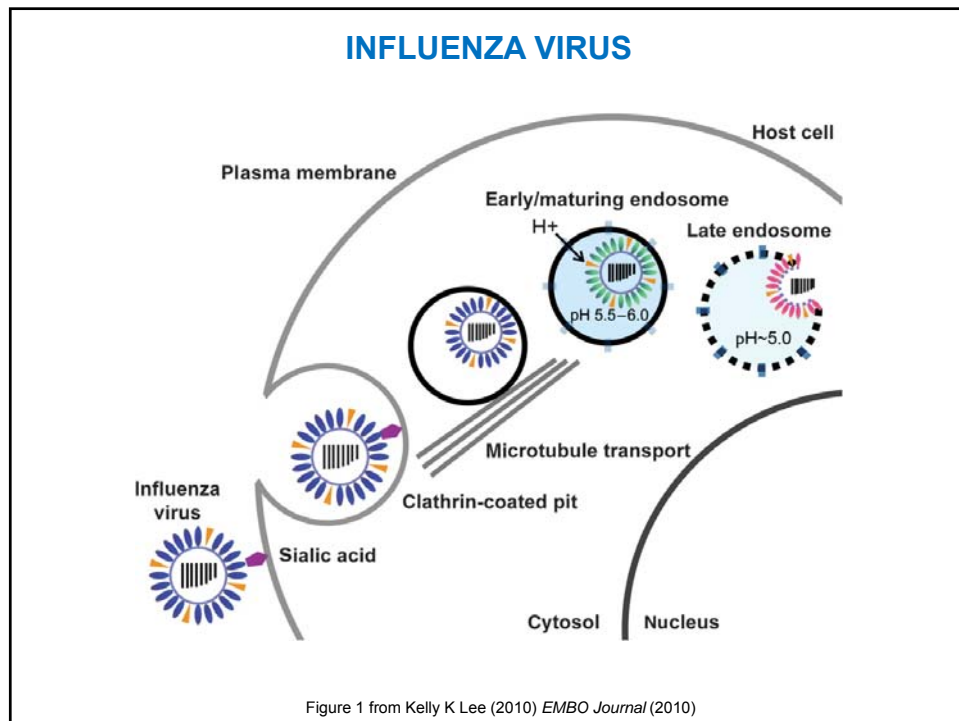 INFLUENZA VIRUS
Host cell
Plasma membrane
Early/maturing endosome
H+
Late endosome
pH 5.5–6.0
pH~5.0
Microtubule transport
Clathrin-coated pit
Influenza
virus
Sialic acid
Cytosol
Nucleus
Figure 1 from Kelly K Lee (2010) EMBO Journal (2010)